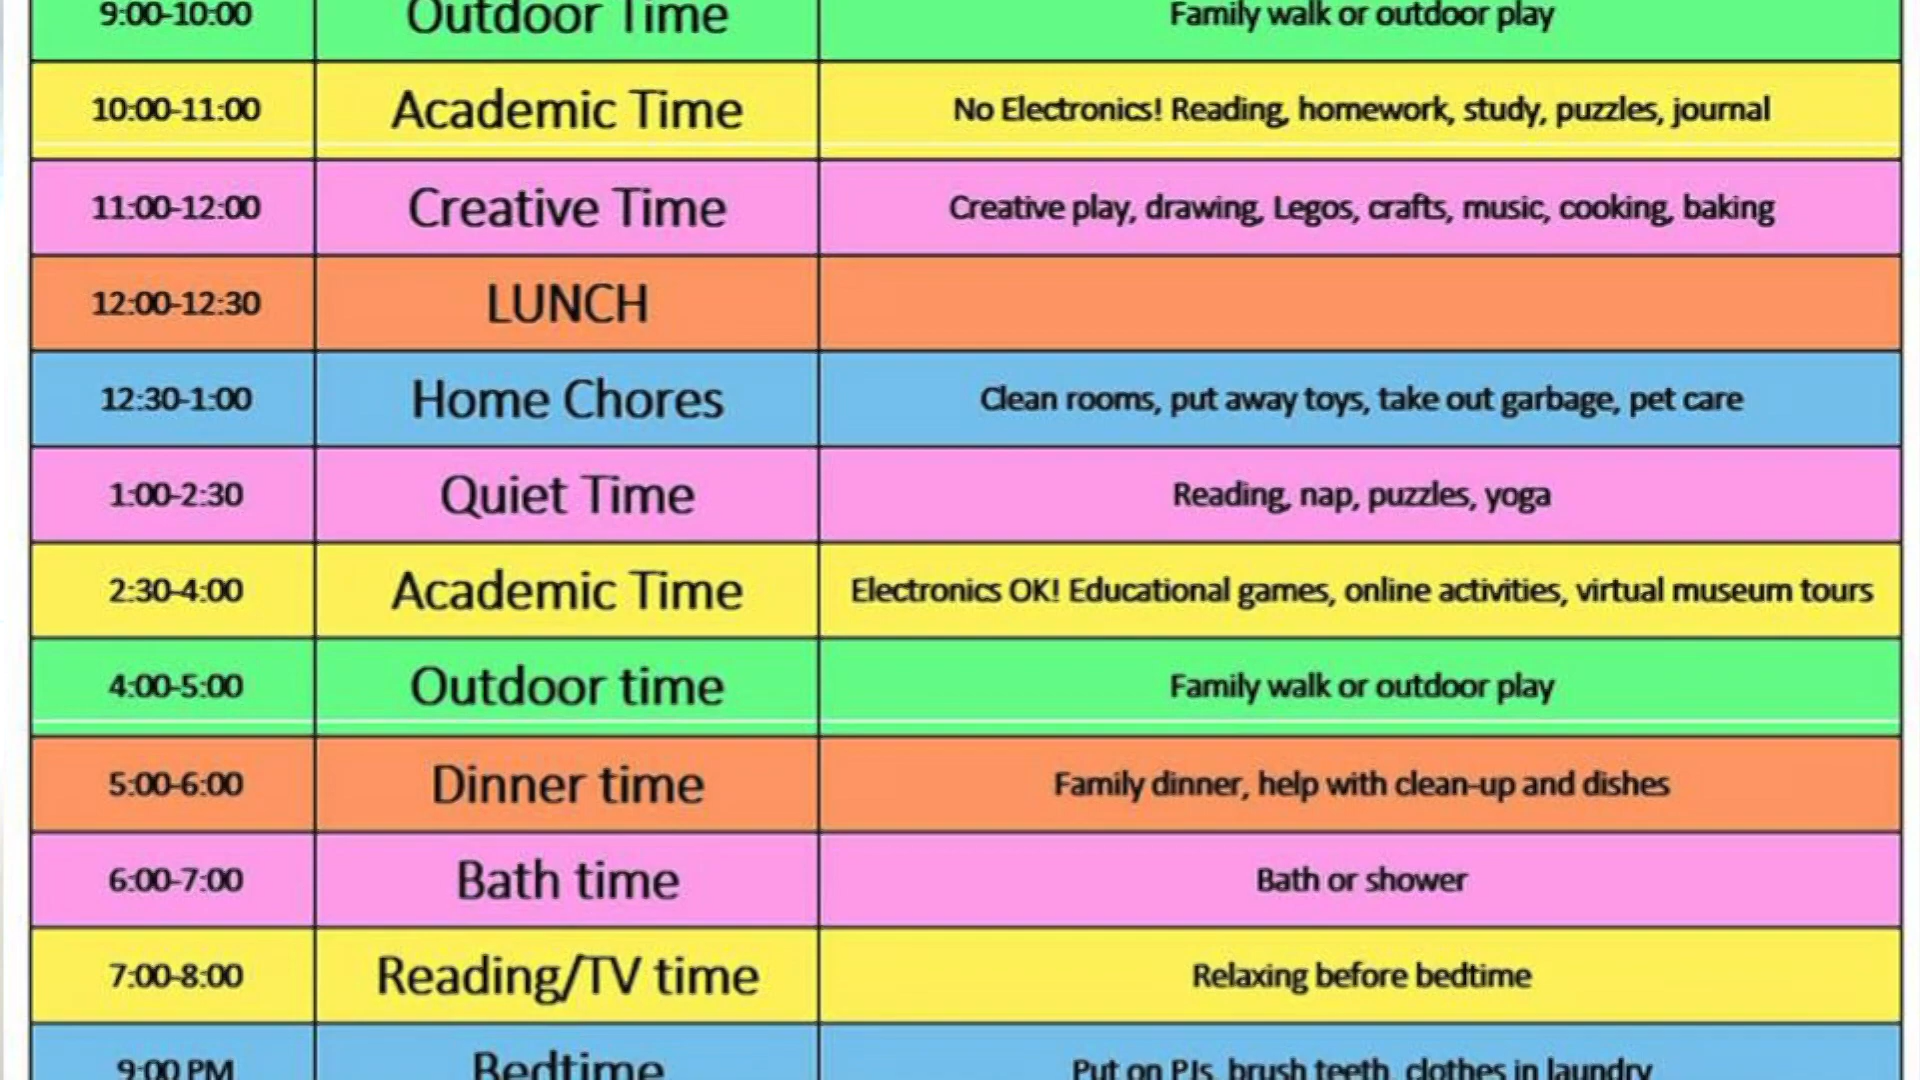 9:00-10:00 Outdoor Time Family walk or outdoor play
10:00-11:00 Academic Time No Electronics! Reading, homework, study, puzzles, journal
11:00-12:00 Creative Time Creative play, drawing, Legos, crafts, music, cooking, baking
12:00-12:30 LUNCH
12:30-1:00 Home Chores Clean rooms, put away toys, take out garbage, pet care
1:00-2:30 Quiet Time Reading, nap, puzzles, yoga
2:30-4:00 Academic Time Electronics OK! Educational games, online activities, virtual museum tours
4:00-5:00 Outdoor time Family walk or outdoor play
5:00-6:00 Dinner time Family dinner, help with clean-up and dishes
6:00-7:00 Bath time Bath or shower
7:00-8:00 Reading/TV time Relaxing before bedtime
9:00 PM Bedtime Put on PJs, brush teeth, clothes in laundry